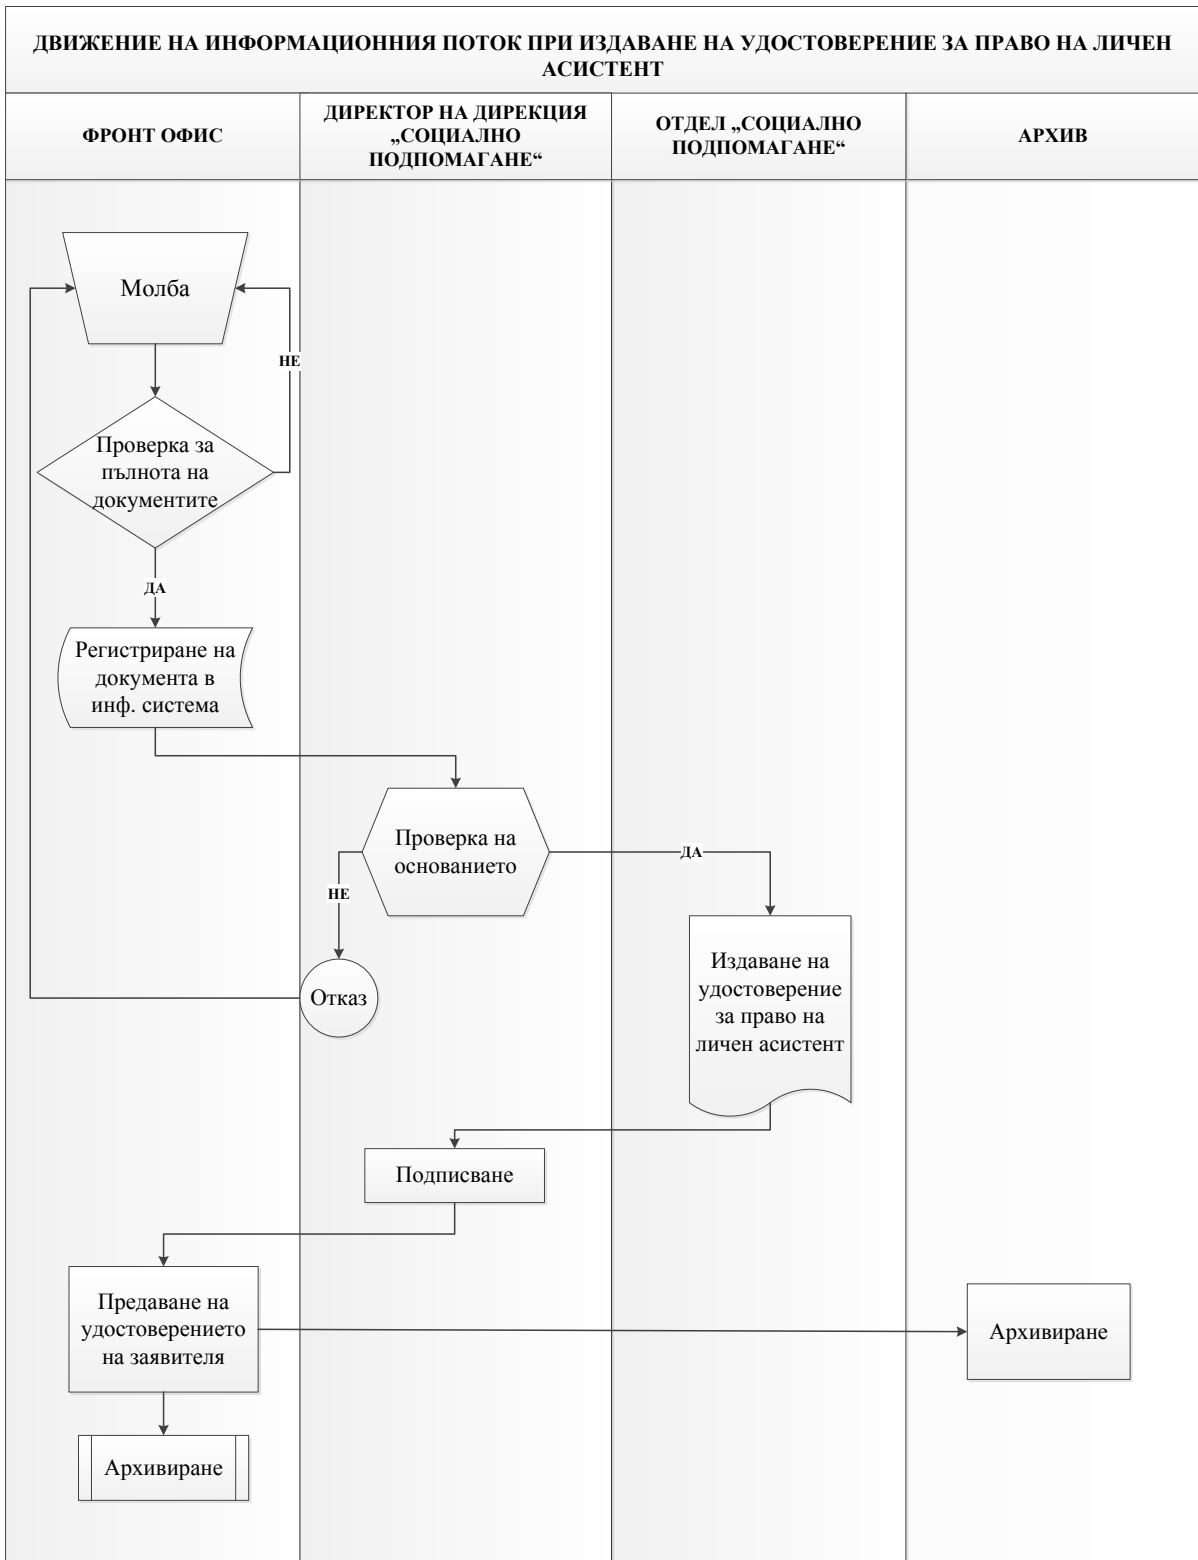 ДВИЖЕНИЕ НА ИНФОРМАЦИОННИЯ ПОТОК ПРИ ИЗДАВАНЕ НА УДОСТОВЕРЕНИЕ ЗА ПРАВО НА ЛИЧЕН
АСИСТЕНТ
ФРОНТ ОФИС
ДИРЕКТОР НА ДИРЕКЦИЯ
„СОЦИАЛНО
ПОДПОМАГАНЕ“
ОТДЕЛ „СОЦИАЛНО
ПОДПОМАГАНЕ“
АРХИВ
Молба
НЕ
Проверка за
пълнота на
документите
ДА
Регистриране на
документа в
инф. система
Проверка на
основанието
ДА
НЕ
Отказ
Издаване на
удостоверение
за право на
личен асистент
Подписване
Предаване на
удостоверението
на заявителя
Архивиране
Архивиране